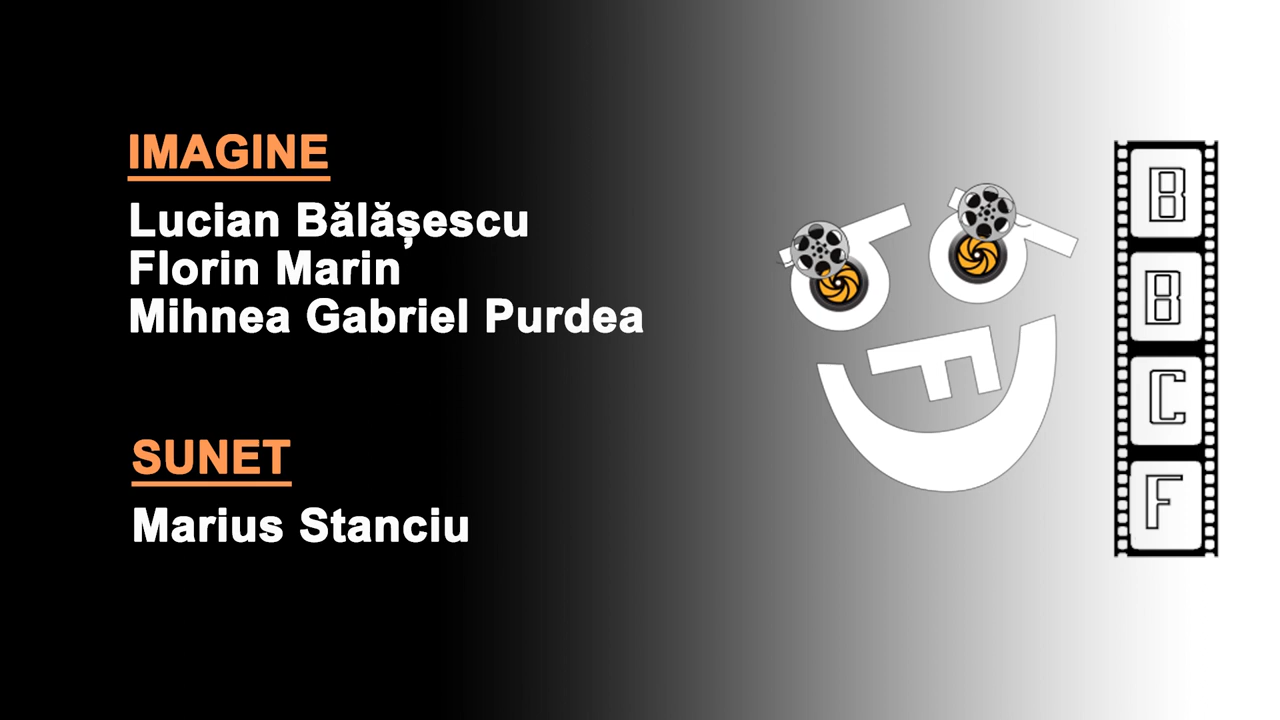 IMAGINE
Lucian Bălășescu
Florin Marin
Mihnea Gabriel Purdea
SUNET
Marius Stanciu
B
B
C
F